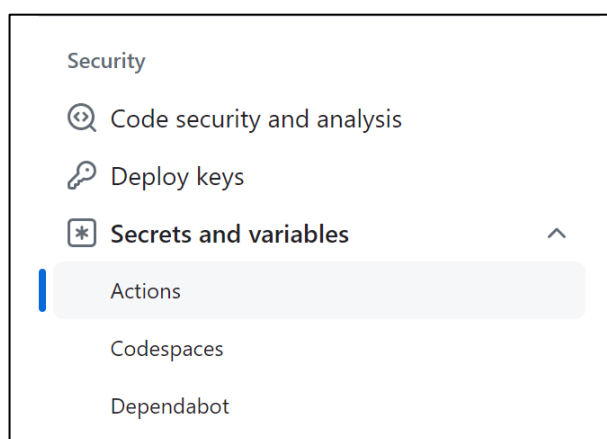 Security
Code security and analysis
Deploy keys
Secrets and variables
Actions
Codespaces
Dependabot